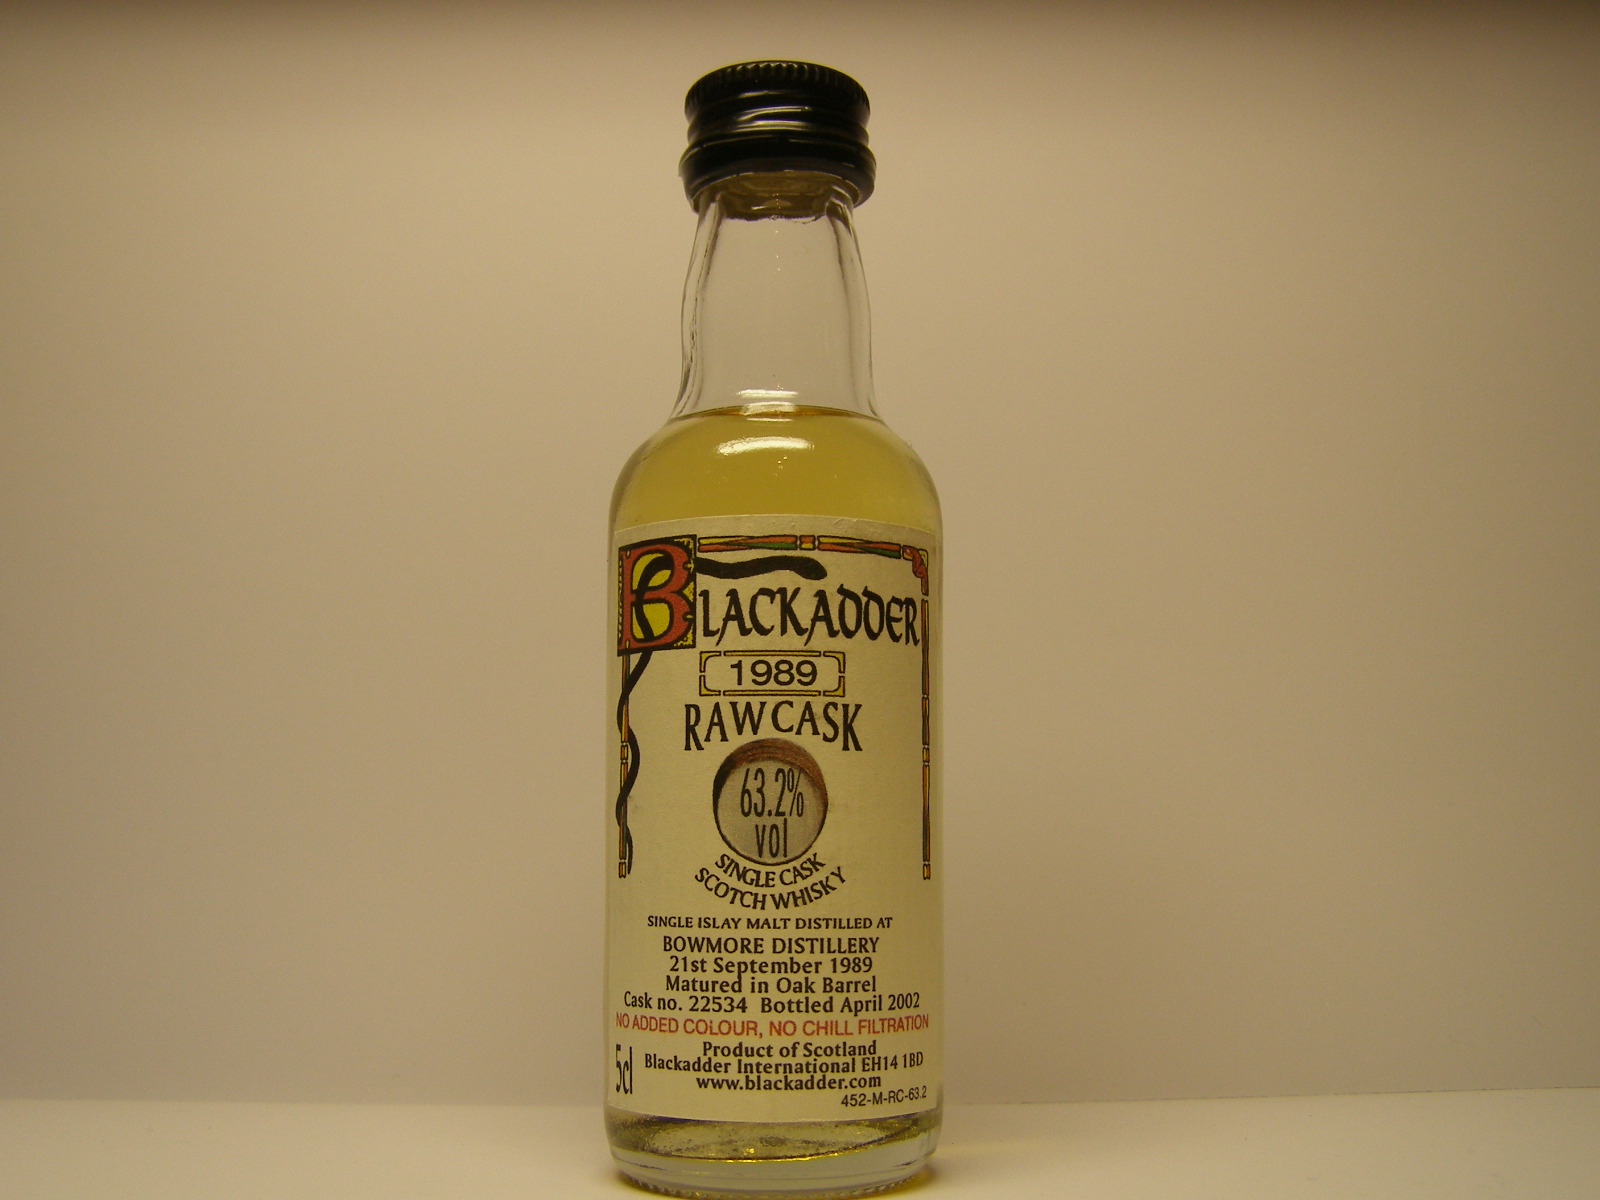 BLACKADDER
1989
RAW CASK
63.2%
vol
SINGLE CASK
SCOTCH WHISKY
SINGLE ISLAY MALT DISTILLED AT
BOWMORE DISTILLERY
21st September 1989
Matured in Oak Barrel
Cask no. 22534 Bottled April 2002
NO ADDED COLOUR, NO CHILL FILTRATION
Product of Scotland
5cl Blackadder International EH14 1BD
www.blackadder.com
452-M-RC-63.2